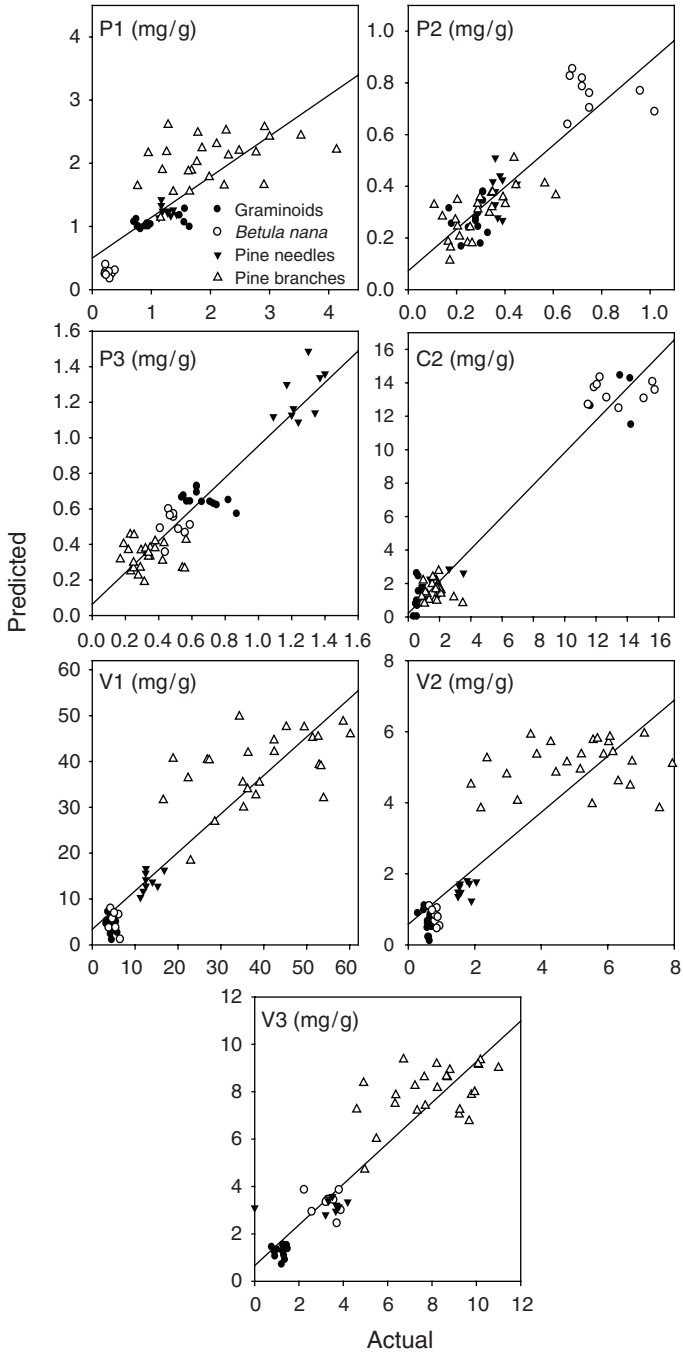 P1 (mg/g)
4
3
2
1
0
0 1 2 3 4
Graminoids
Betula nana
Pine needles
Pine branches
P2 (mg/g)
1.0
0.8
0.6
0.4
0.2
0.0
0.0 0.2 0.4 0.6 0.8 1.0
P3 (mg/g)
1.6
1.4
1.2
1.0
0.8
0.6
0.4
0.2
0.0
0.0 0.2 0.4 0.6 0.8 1.0 1.2 1.4 1.6
C2 (mg/g)
16
14
12
10
8
6
4
2
0
0 2 4 6 8 10 12 14 16
Predicted
V1 (mg/g)
60
50
40
30
20
10
0
0 10 20 30 40 50 60
V2 (mg/g)
8
6
4
2
0
0 2 4 6 8
V3 (mg/g)
12
10
8
6
4
2
0
0 2 4 6 8 10 12
Actual